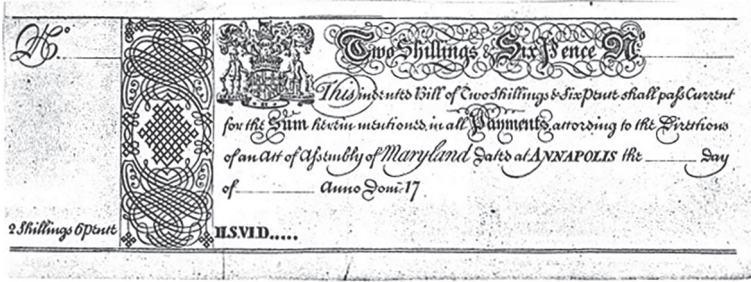 No.
Two Shillings & Six Pence No.
This indented Bill of Two Shillings & Six Pence shall paſs Current
for the Sum herein mentioned, in all Payments, according to the Directions
of an Act of Aſsembly of Maryland Dated at ANNAPOLIS the ______ Day
of ______ Anno Dom: 17
2 Shillings 6 Pence
II.S.VI D.....